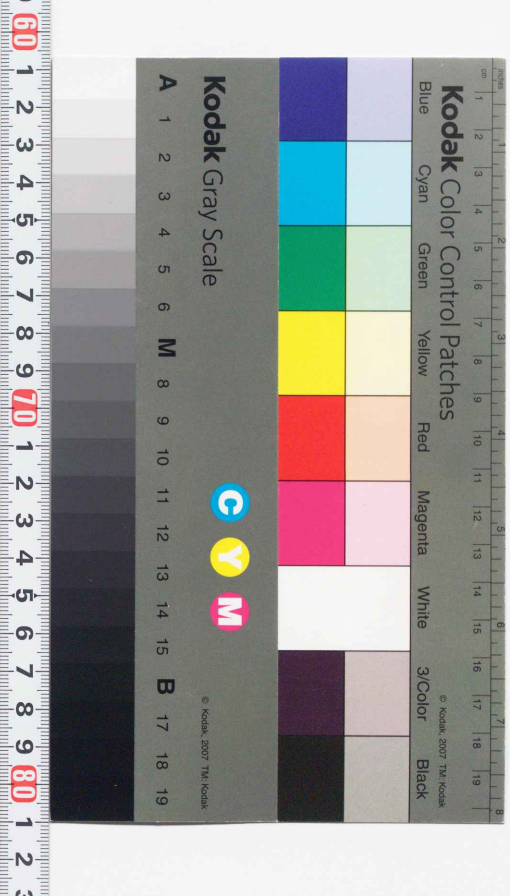 60 1 2 3 4 5 6 7 8 9 70 1 2 3 4 5 6 7 8 9 80 1 2
Kodak Color Control Patches
inches 1 2 3 4 5 6 7 8
cm 1 2 3 4 5 6 7 8 9 10 11 12 13 14 15 16 17 18 19
Blue Cyan Green Yellow Red Magenta White 3/Color Black
© Kodak, 2007 TM: Kodak
Kodak Gray Scale
C Y M
© Kodak, 2007 TM: Kodak
A 1 2 3 4 5 6 M 8 9 10 11 12 13 14 15 B 17 18 19